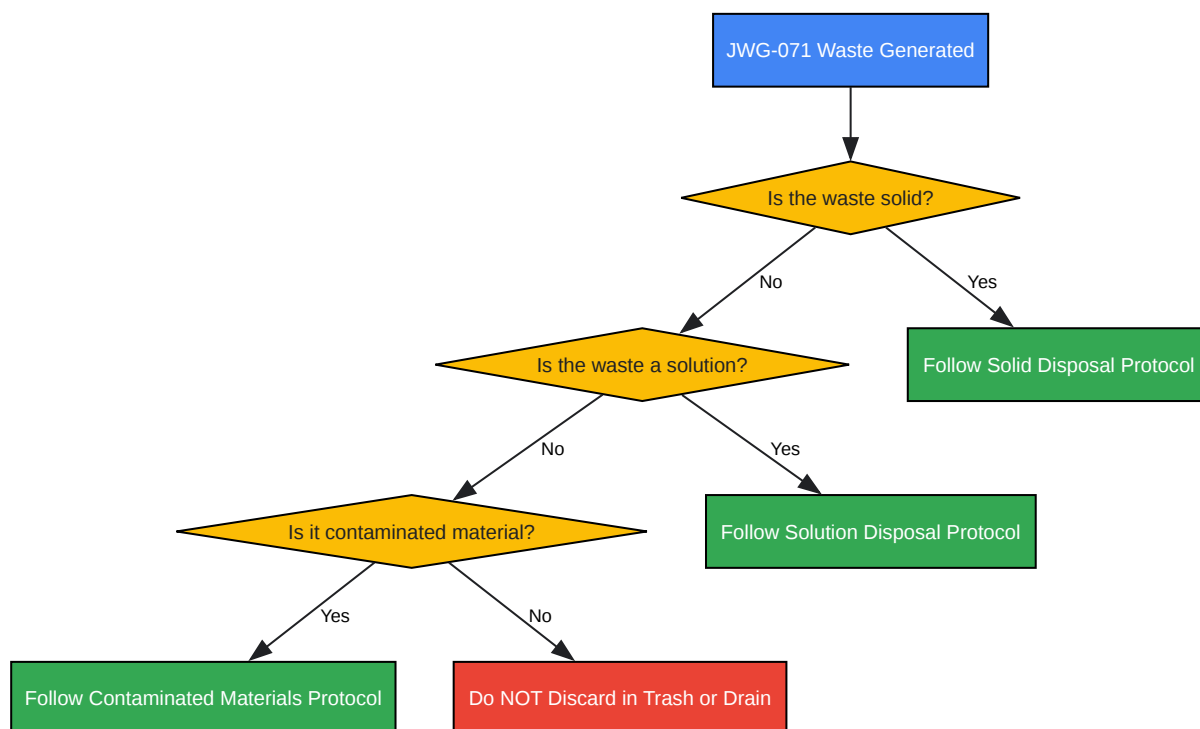 JWG-071 Waste Generated
Is the waste solid?
No
Yes
Is the waste a solution?
Follow Solid Disposal Protocol
No
Yes
Is it contaminated material?
Follow Solution Disposal Protocol
Yes
No
Follow Contaminated Materials Protocol
Do NOT Discard in Trash or Drain